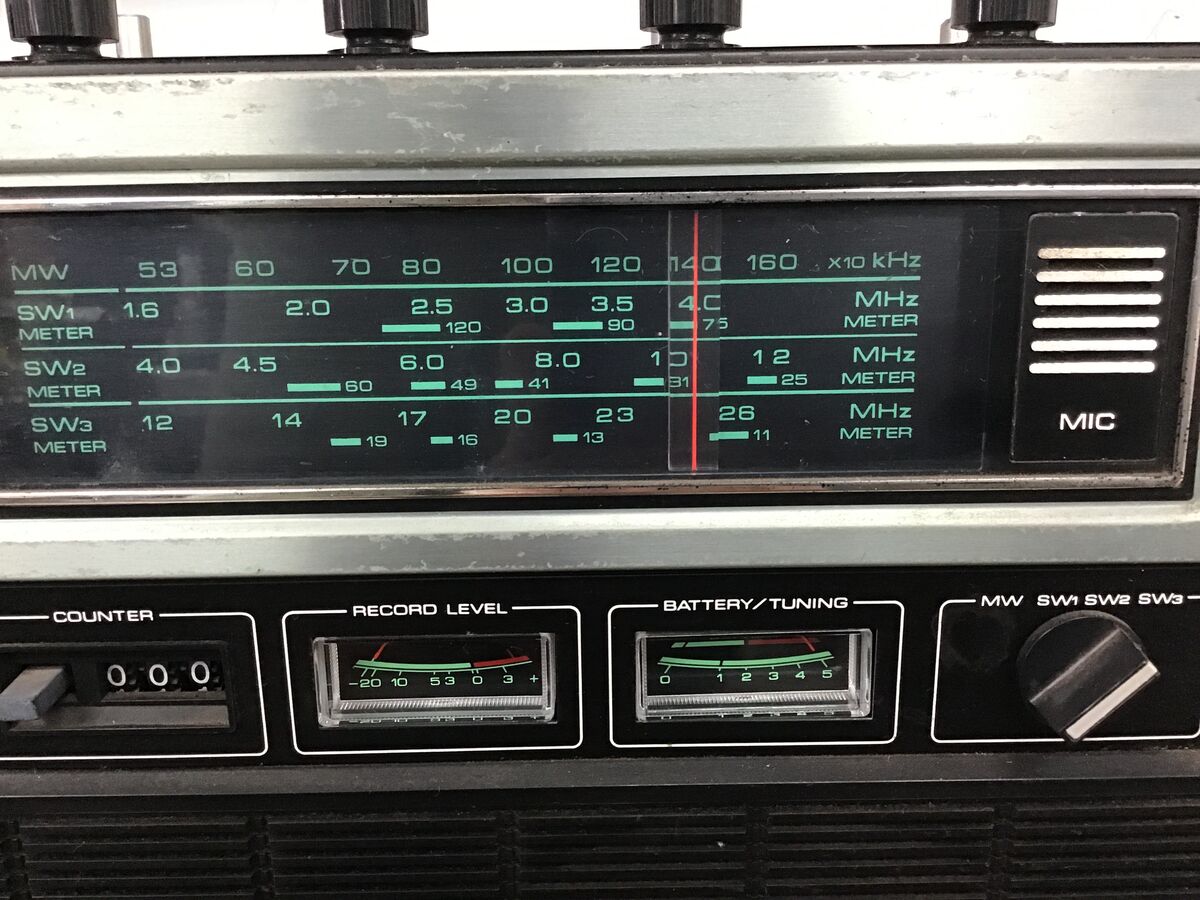 MW 53 60 70 80 100 120 140 160 x10 kHz
SW1 1.6 2.0 2.5 3.0 3.5 4.0 MHz
METER 120 90 75 METER
SW2 4.0 4.5 6.0 8.0 10 12 MHz
METER 60 49 41 31 25 METER
SW3 12 14 17 20 23 26 MHz
METER 19 16 13 11 METER
MIC
COUNTER
000
RECORD LEVEL
-20 10 5 3 0 3 +
BATTERY/TUNING
0 1 2 3 4 5
MW SW1 SW2 SW3